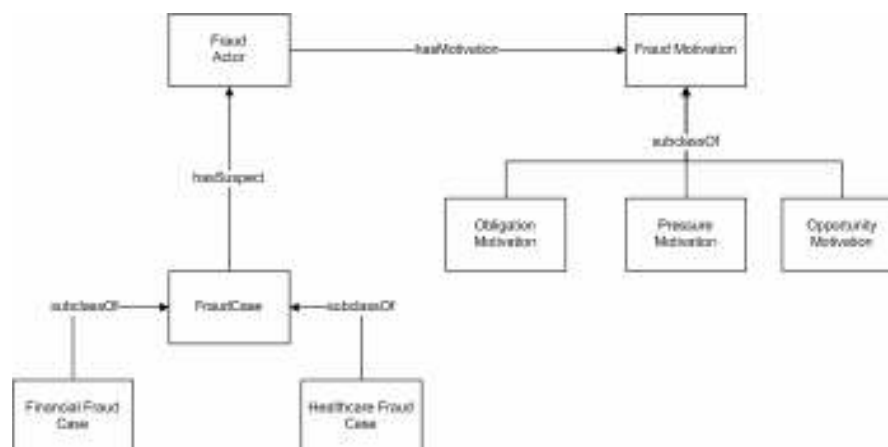 Fraud
Actor
hasMotivation
Fraud Motivation
subclassOf
hasSuspect
Obligation
Motivation
Pressure
Motivation
Opportunity
Motivation
subclassOf
FraudCase
subclassOf
Financial Fraud
Case
Healthcare Fraud
Case